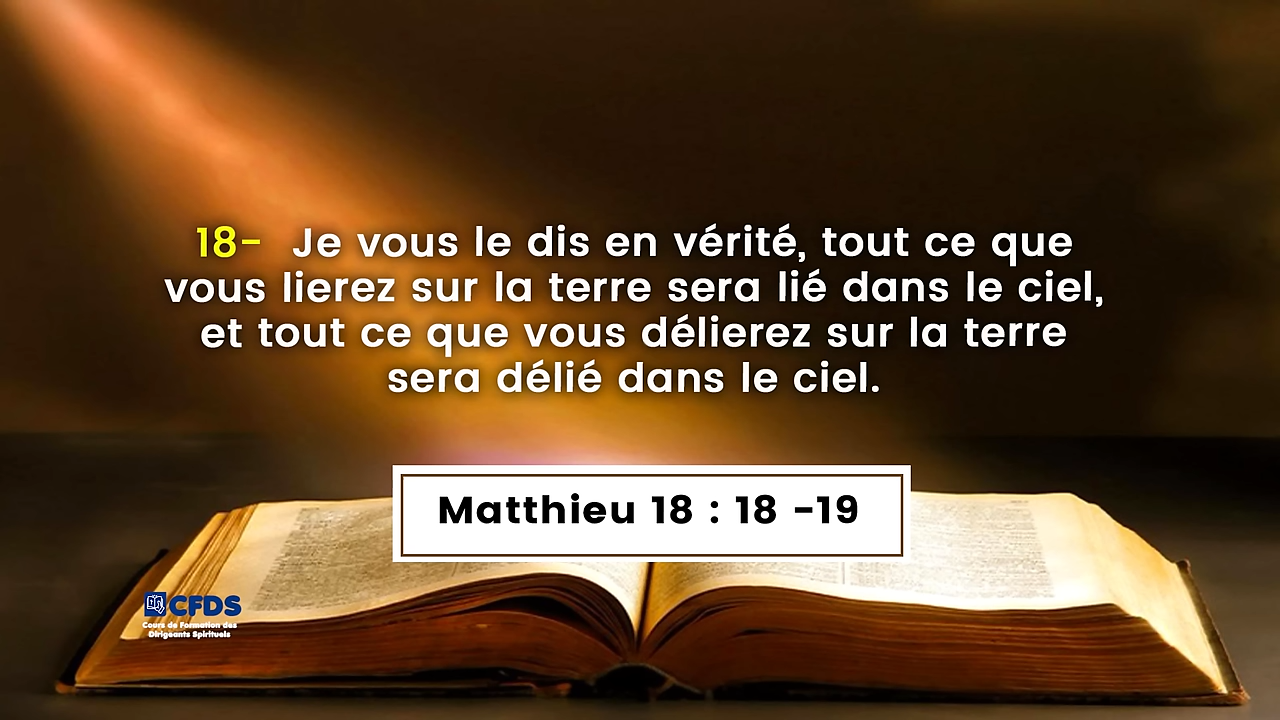 18- Je vous le dis en vérité, tout ce que
vous lierez sur la terre sera lié dans le ciel,
et tout ce que vous délierez sur la terre
sera délié dans le ciel.
Matthieu 18 : 18 -19
CFDS
Cours de Formation des
Dirigeants Spirituels